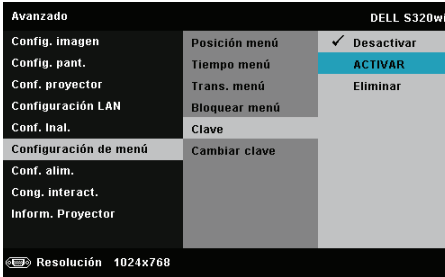 Avanzado
DELL S320wi
Config. imagen
Config. pant.
Conf. proyector
Configuración LAN
Conf. Inal.
Configuración de menú
Conf. alim.
Cong. interact.
Inform. Proyector
Posición menú
Tiempo menú
Trans. menú
Bloquear menú
Clave
Cambiar clave
Desactivar
ACTIVAR
Eliminar
Resolución 1024x768